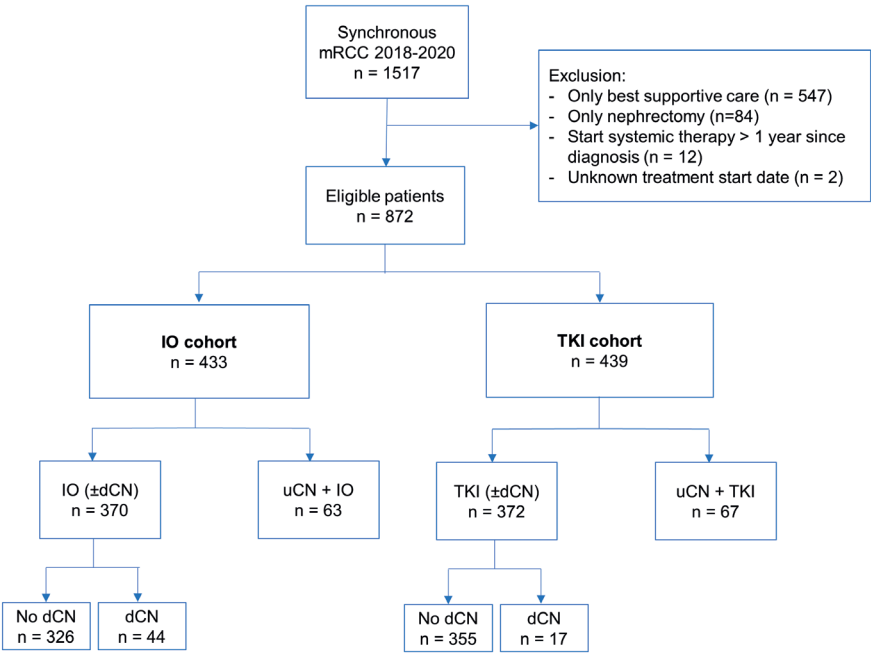 Synchronous
mRCC 2018-2020
n = 1517
Exclusion:
- Only best supportive care (n = 547)
- Only nephrectomy (n=84)
- Start systemic therapy > 1 year since
diagnosis (n = 12)
- Unknown treatment start date (n = 2)
Eligible patients
n = 872
IO cohort
n = 433
TKI cohort
n = 439
IO (±dCN)
n = 370
uCN + IO
n = 63
TKI (±dCN)
n = 372
uCN + TKI
n = 67
No dCN
n = 326
dCN
n = 44
No dCN
n = 355
dCN
n = 17